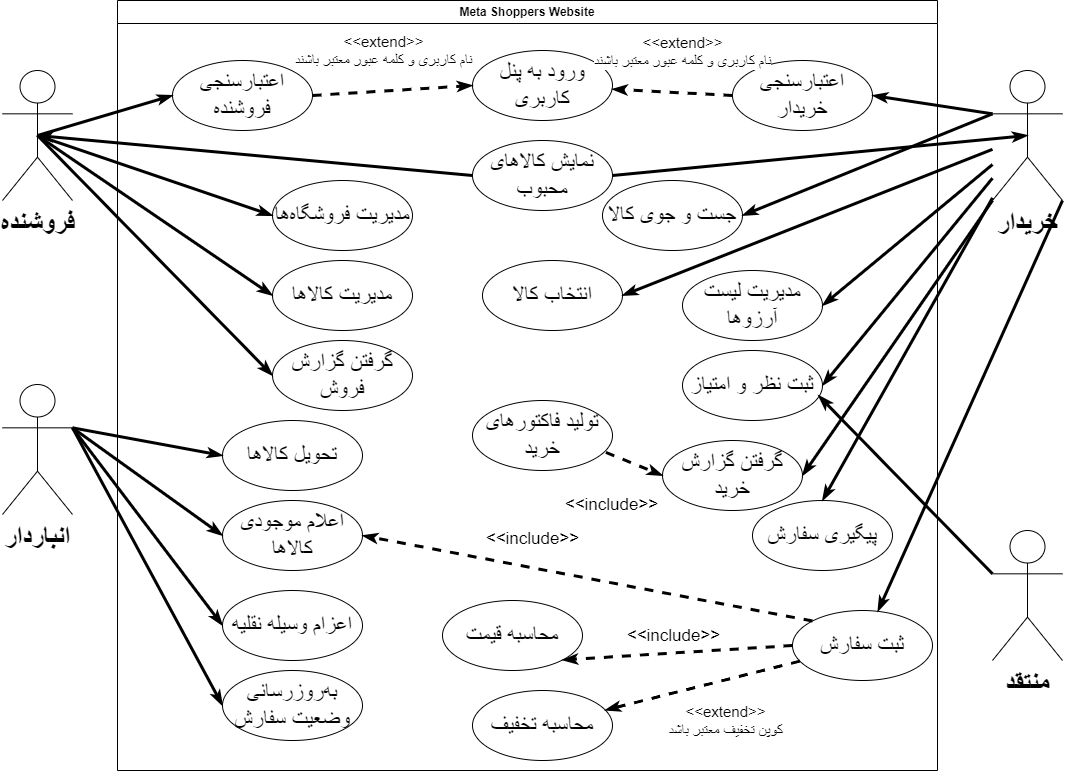 Meta Shoppers Website
<<extend>>
نام کاربری و کلمه عبور معتبر باشند
<<extend>>
نام کاربری و کلمه عبور معتبر باشند
اعتبارسنجی
فروشنده
ورود به پنل
کاربری
اعتبارسنجی
خریدار
نمایش کالاهای
محبوب
فروشنده
مدیریت فروشگاه‌ها
جست و جوی کالا
خریدار
مدیریت کالاها
انتخاب کالا
مدیریت لیست
آرزوها
گرفتن گزارش
فروش
ثبت نظر و امتیاز
تولید فاکتورهای
خرید
تحویل کالاها
گرفتن گزارش
خرید
<<include>>
انباردار
اعلام موجودی
کالاها
<<include>>
پیگیری سفارش
اعزام وسیله نقلیه
محاسبه قیمت
<<include>>
ثبت سفارش
منتقد
به‌روزرسانی
وضعیت سفارش
محاسبه تخفیف
<<extend>>
کوپن تخفیف معتبر باشد